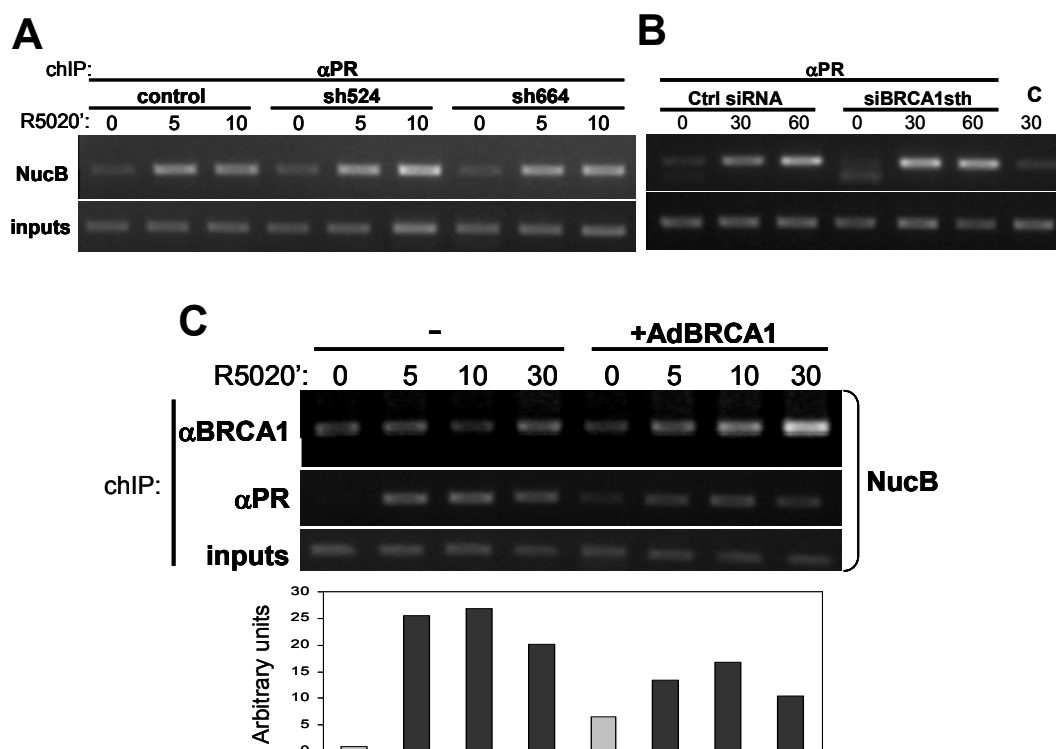 A
chIP: αPR
control sh524 sh664
R5020': 0 5 10 0 5 10 0 5 10
NucB
inputs
B
αPR
Ctrl siRNA siBRCA1sth C
0 30 60 0 30 60 30
C
– +AdBRCA1
R5020': 0 5 10 30 0 5 10 30
αBRCA1
chIP:
αPR
inputs
NucB
Arbitrary units
30
25
20
15
10
5
0